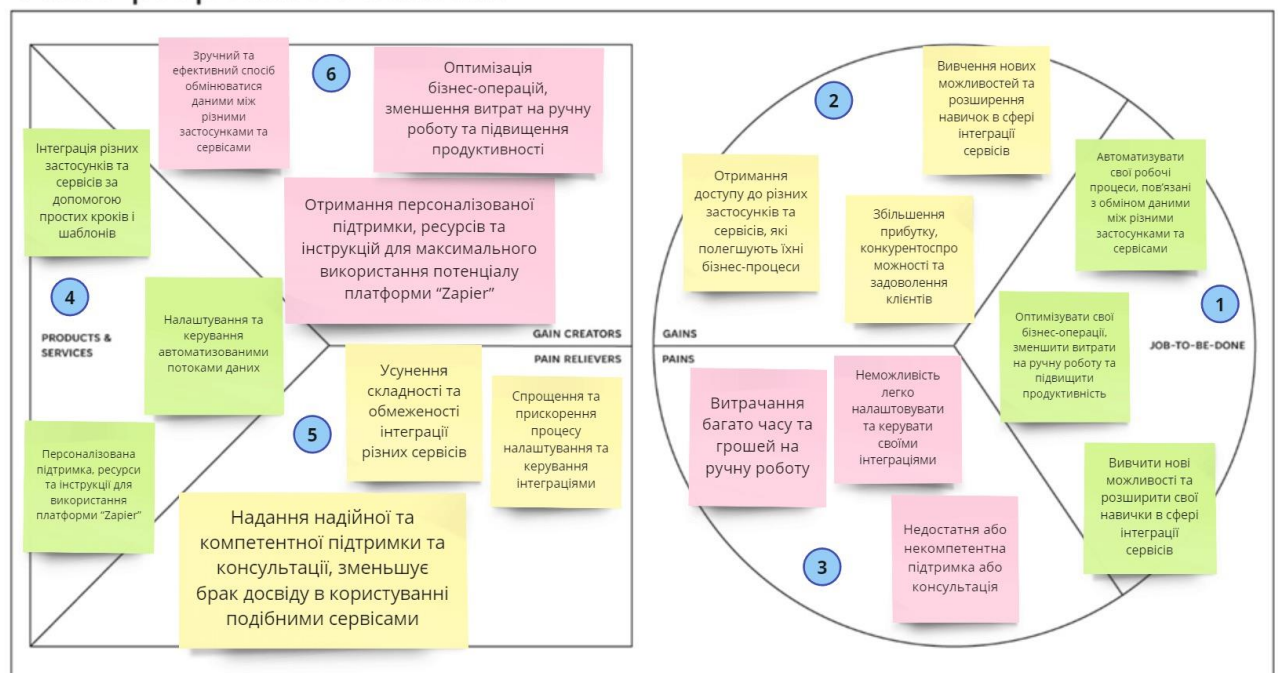 Зручний та
ефективний спосіб
обмінюватися
даними між
різними
застосунками та
сервісами
6
Оптимізація
бізнес-операцій,
зменшення витрат на ручну
роботу та підвищення
продуктивності
Інтеграція різних
застосунків та
сервісів за
допомогою
простих кроків і
шаблонів
Отримання персоналізованої
підтримки, ресурсів та
інструкцій для максимального
використання потенціалу
платформи “Zapier”
4
PRODUCTS &
SERVICES
Налаштування та
керування
автоматизованими
потоками даних
GAIN CREATORS
PAIN RELIEVERS
Усунення
складності та
обмеженості
інтеграції
різних сервісів
Спрощення та
прискорення
процесу
налаштування та
керування
інтеграціями
5
Персоналізована
підтримка, ресурси
та інструкції для
використання
платформи “Zapier”
Надання надійної та
компетентної підтримки та
консультації, зменшує
брак досвіду в користуванні
подібними сервісами
2
Вивчення нових
можливостей та
розширення
навичок в сфері
інтеграції
сервісів
Отримання
доступу до різних
застосунків та
сервісів, які
полегшують їхні
бізнес-процеси
Збільшення
прибутку,
конкурентоспро
можності та
задоволення
клієнтів
Автоматизувати
свої робочі
процеси, пов'язані
з обміном даними
між різними
застосунками та
сервісами
1
GAINS
PAINS
JOB-TO-BE-DONE
Оптимізувати свої
бізнес-операції,
зменшити витрати
на ручну роботу та
підвищити
продуктивність
Витрачання
багато часу та
грошей на
ручну роботу
Неможливість
легко
налаштовувати
та керувати
своїми
інтеграціями
Вивчити нові
можливості та
розширити свої
навички в сфері
інтеграції
сервісів
3
Недостатня або
некомпетентна
підтримка або
консультація